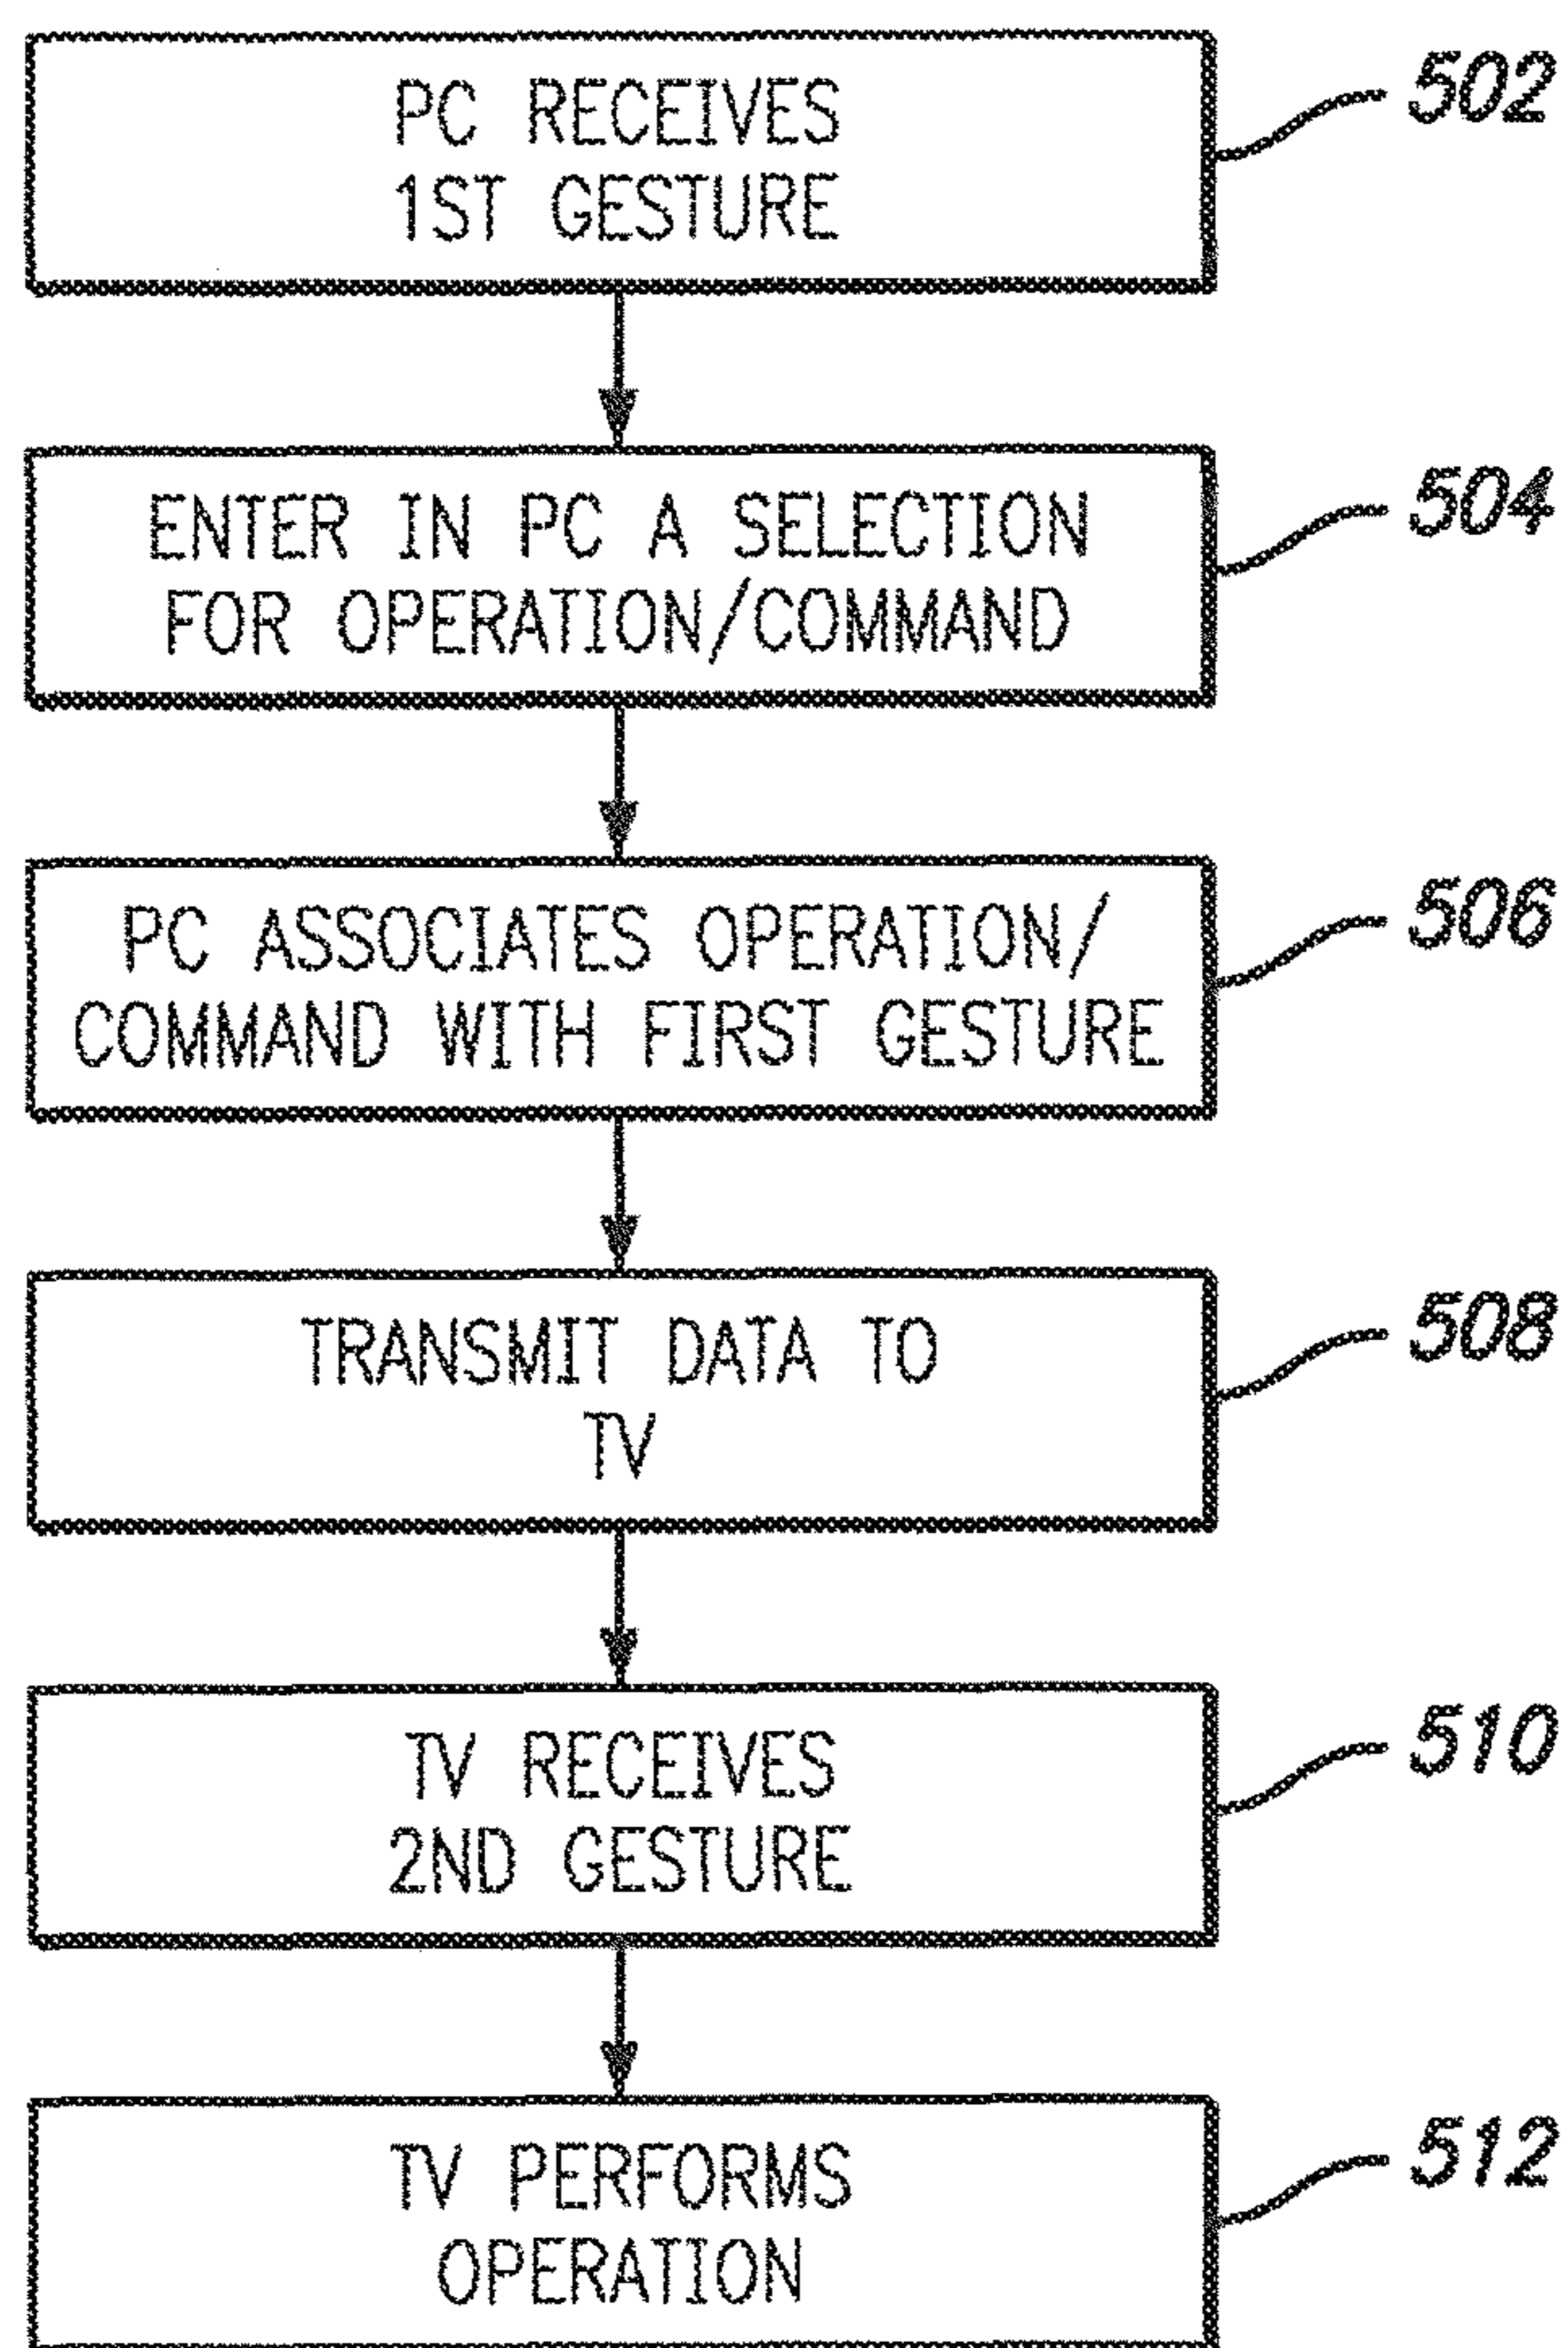 PC RECEIVES
1ST GESTURE
502
ENTER IN PC A SELECTION
FOR OPERATION/COMMAND
504
PC ASSOCIATES OPERATION/
COMMAND WITH FIRST GESTURE
506
TRANSMIT DATA TO
TV
508
TV RECEIVES
2ND GESTURE
510
TV PERFORMS
OPERATION
512